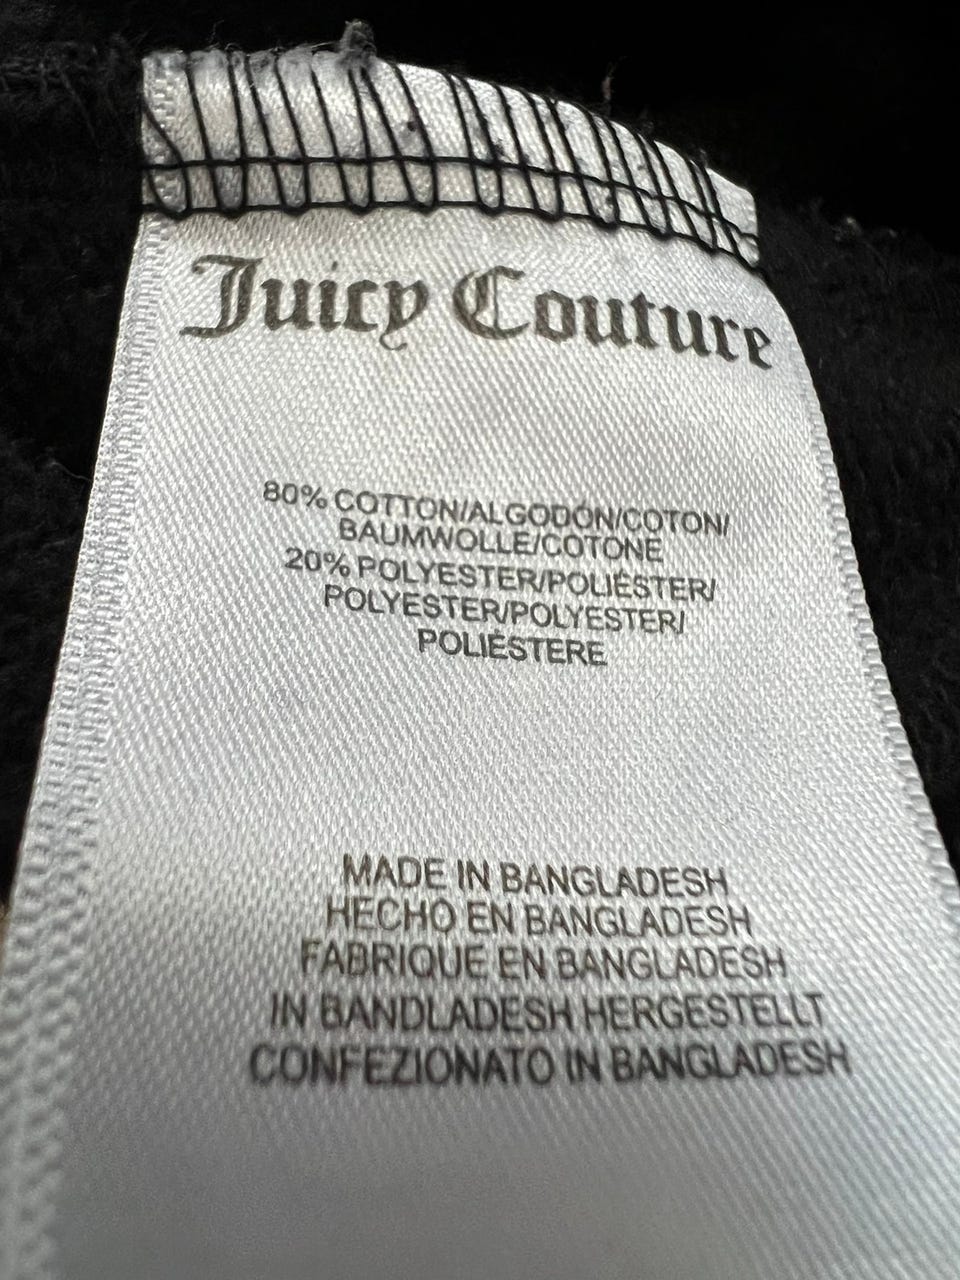 Juicy Couture
80% COTTON/ALGODÓN/COTON/
BAUMWOLLE/COTONE
20% POLYESTER/POLIÉSTER/
POLYESTER/POLYESTER/
POLIÉSTERE
MADE IN BANGLADESH
HECHO EN BANGLADESH
FABRIQUE EN BANGLADESH
IN BANDLADESH HERGESTELLT
CONFEZIONATO IN BANGLADESH